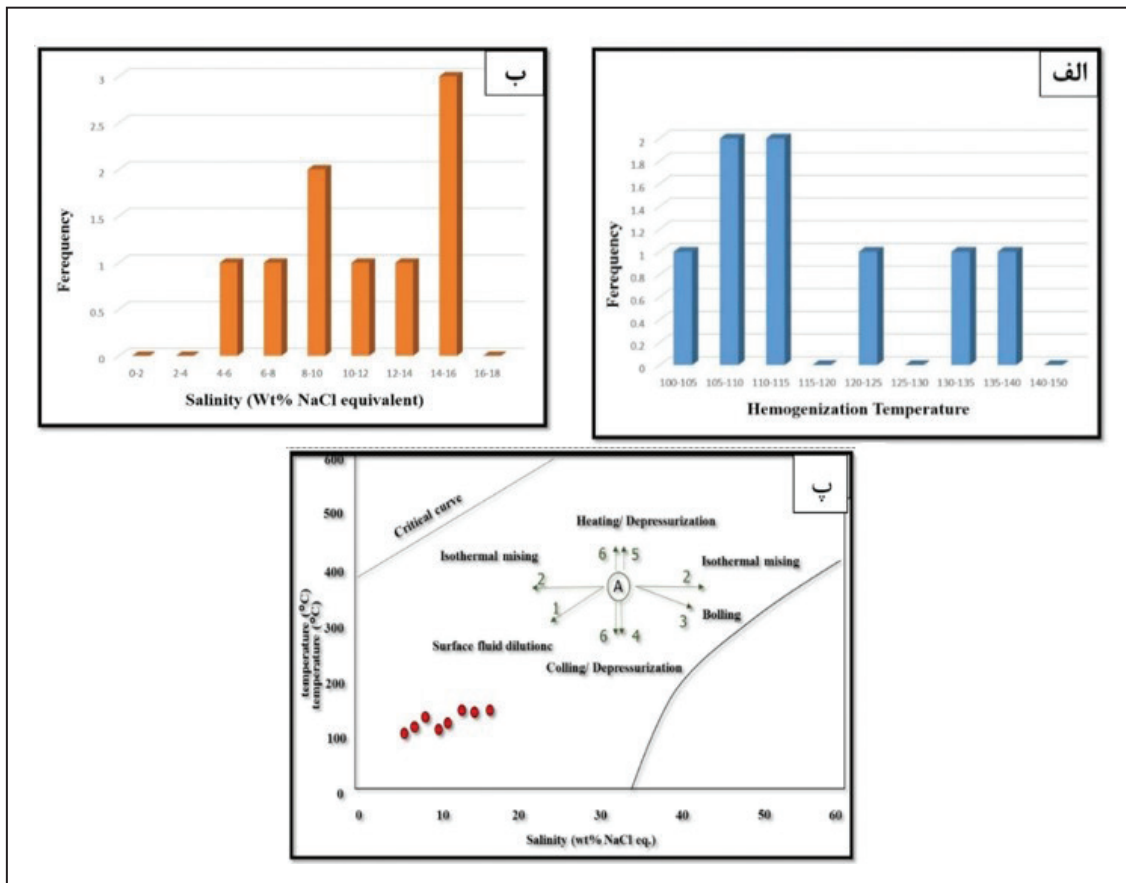 الف
Ferequency
2
1.8
1.6
1.4
1.2
1
0.8
0.6
0.4
0.2
0
100-105 105-110 110-115 115-120 120-125 125-130 130-135 135-140 140-150
Hemogenization Temperature
ب
Ferequency
3
2.5
2
1.5
1
0.5
0
0-2 2-4 4-6 6-8 8-10 10-12 12-14 14-16 16-18
Salinity (Wt% NaCl equivalent)
پ
temperature (°C)
temperature (°C)
600
500
400
300
200
100
0
Critical curve
Heating/ Depressurization
6 5
Isothermal mising
Isothermal mising
2 A 2
1
3
Bolling
6 4
Surface fluid dilutionc
Colling/ Depressurization
0 10 20 30 40 50 60
Salinity (wt% NaCl eq.)